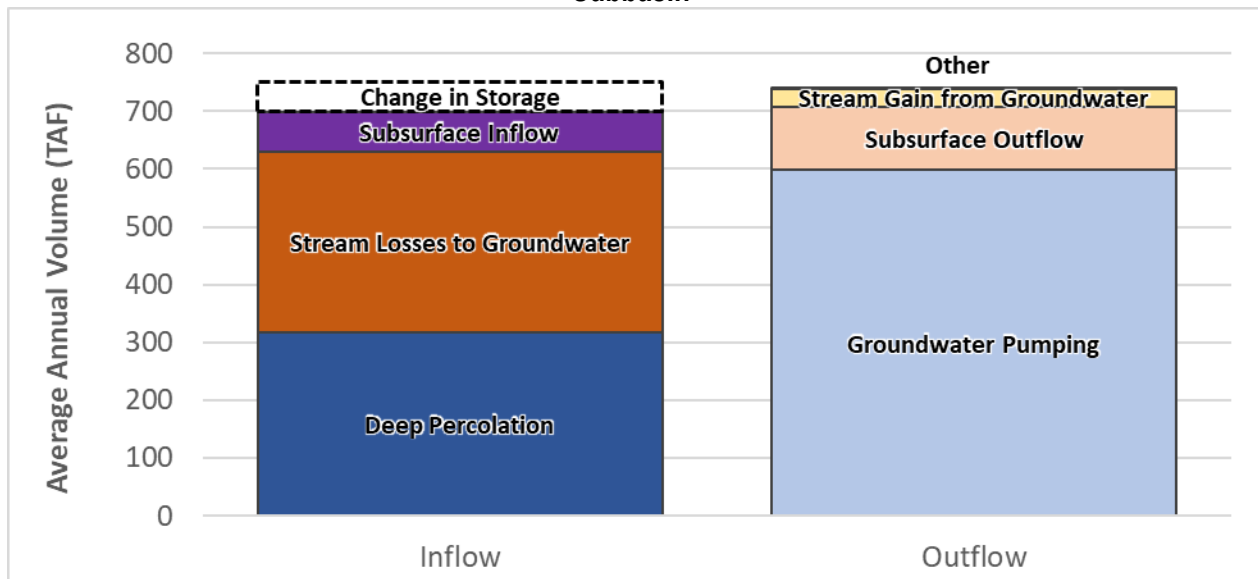 800
700
600
500
400
300
200
100
0
Average Annual Volume (TAF)
Change in Storage
Subsurface Inflow
Stream Losses to Groundwater
Deep Percolation
Other
Stream Gain from Groundwater
Subsurface Outflow
Groundwater Pumping
Inflow
Outflow